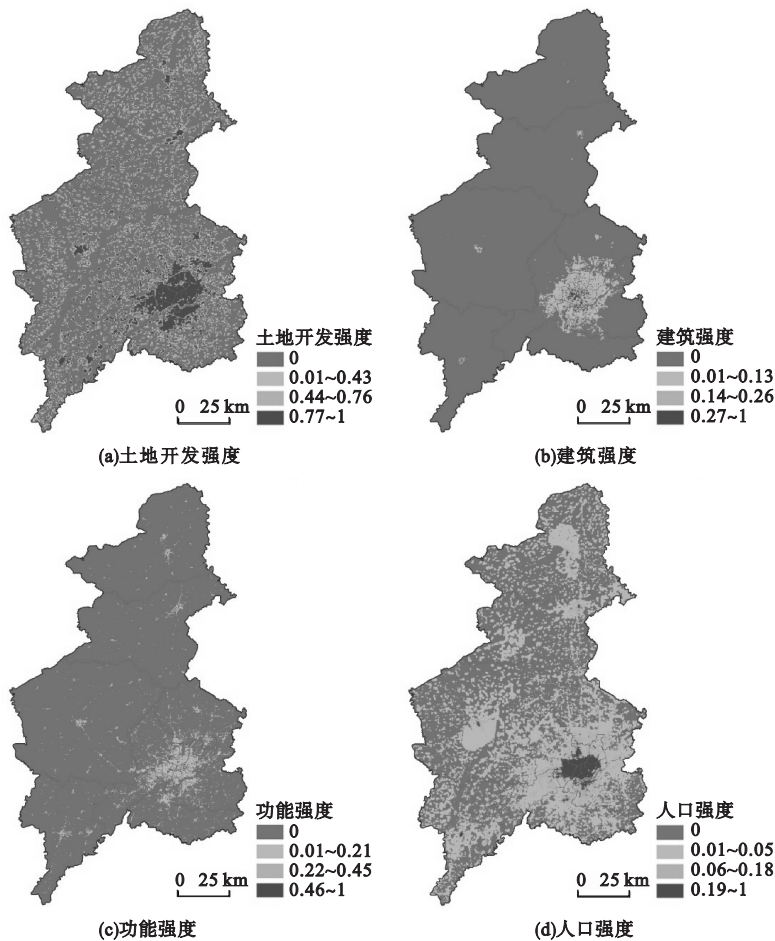 土地开发强度
0
0.01~0.43
0.44~0.76
0.77~1
0 25 km
(a)土地开发强度
建筑强度
0
0.01~0.13
0.14~0.26
0.27~1
0 25 km
(b)建筑强度
功能强度
0
0.01~0.21
0.22~0.45
0.46~1
0 25 km
(c)功能强度
人口强度
0
0.01~0.05
0.06~0.18
0.19~1
0 25 km
(d)人口强度